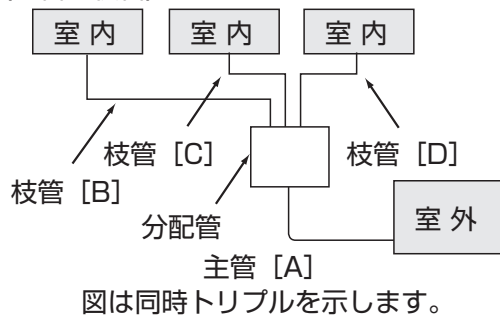 室内 室内 室内
枝管［C］ 枝管［D］
枝管［B］
分配管
室外
主管［A］
図は同時トリプルを示します。